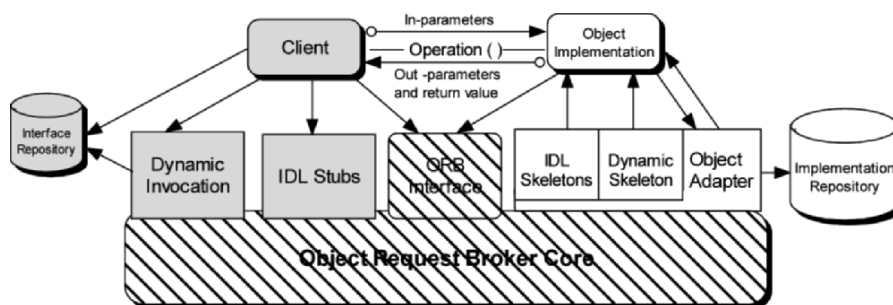 In-parameters
Client
Operation ( )
Object
Implementation
Out -parameters
and return value
Interface
Repository
Dynamic
Invocation
IDL Stubs
ORB
Interface
IDL
Skeletons
Dynamic
Skeleton
Object
Adapter
Implementation
Repository
Object Request Broker Core